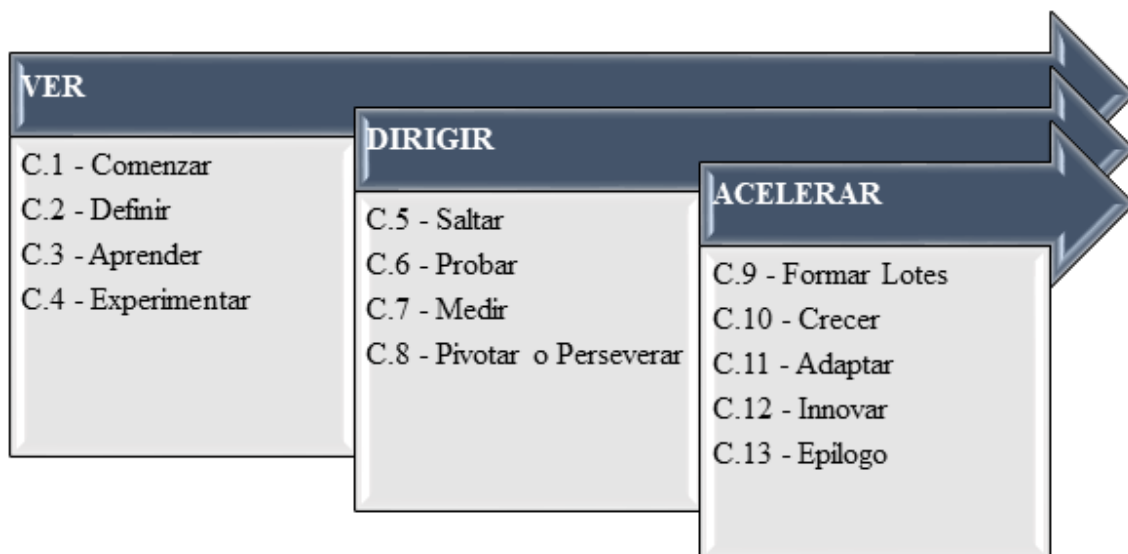 VER
C.1 - Comenzar
C.2 - Definir
C.3 - Aprender
C.4 - Experimentar
DIRIGIR
C.5 - Saltar
C.6 - Probar
C.7 - Medir
C.8 - Pivotar o Perseverar
ACELERAR
C.9 - Formar Lotes
C.10 - Crecer
C.11 - Adaptar
C.12 - Innovar
C.13 - Epilogo